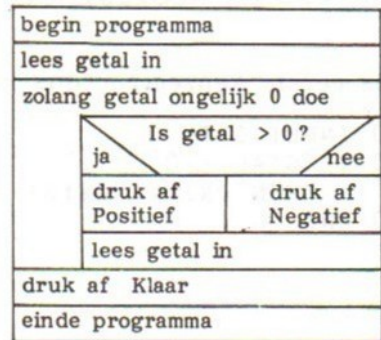 begin programma
lees getal in
zolang getal ongelijk 0 doe
Is getal > 0?
ja
nee
druk af
Positief
druk af
Negatief
lees getal in
druk af Klaar
einde programma